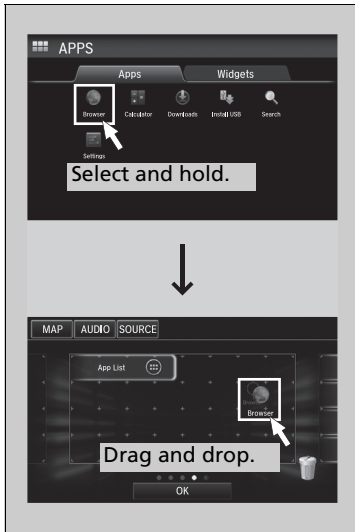 APPS
Apps Widgets
Browser Calculator Downloads Install USB Search
Settings
Select and hold.
MAP AUDIO SOURCE
App List
Browser
Drag and drop.
OK